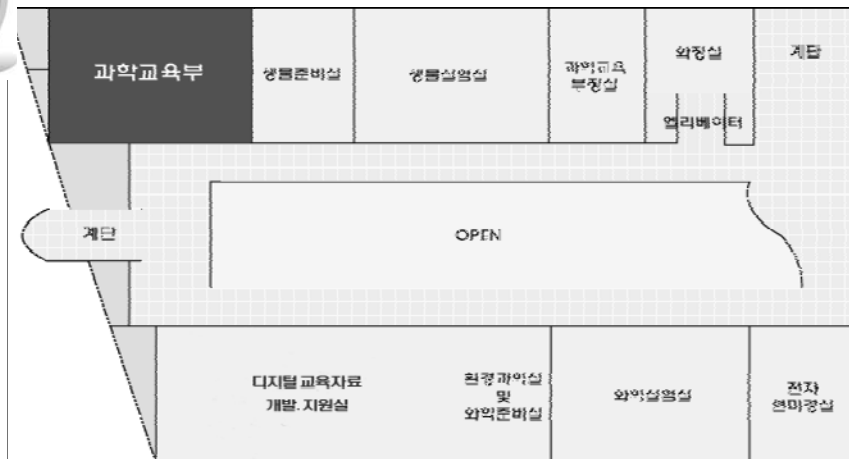 과학교육부
생물준비실
생물실험실
과학교육
부장실
화장실
계단
엘리베이터
계단
OPEN
디지털교육자료
개발.지원실
환경과학실
및
화학준비실
화학실험실
전자
현미경실